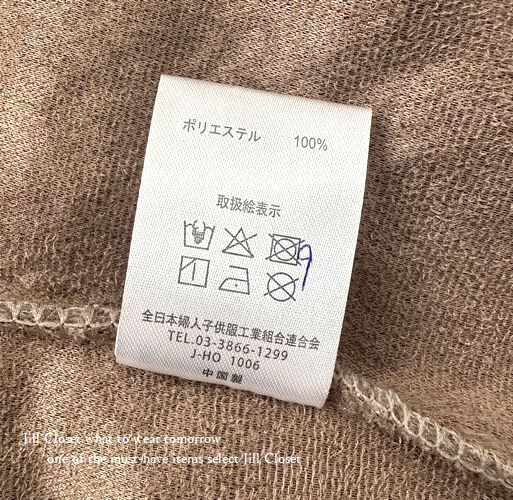 ポリエステル 100%
取扱絵表示
全日本婦人子供服工業組合連合会
TEL.03-3866-1299
J-HO 1006
中国製
Jill Closet what to wear tomorrow
one of the must-have items select Jill Closet